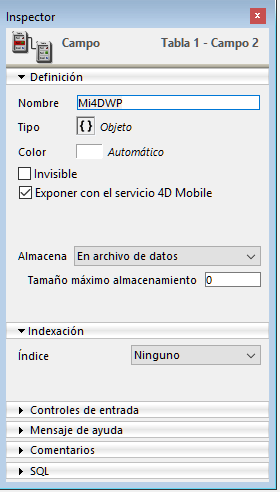 Inspector
Campo Tabla 1 - Campo 2
Definición
Nombre Mi4DWP
Tipo {} Objeto
Color Automático
Invisible
Exponer con el servicio 4D Mobile
Almacena En archivo de datos
Tamaño máximo almacenamiento 0
Indexación
Índice Ninguno
Controles de entrada
Mensaje de ayuda
Comentarios
SQL